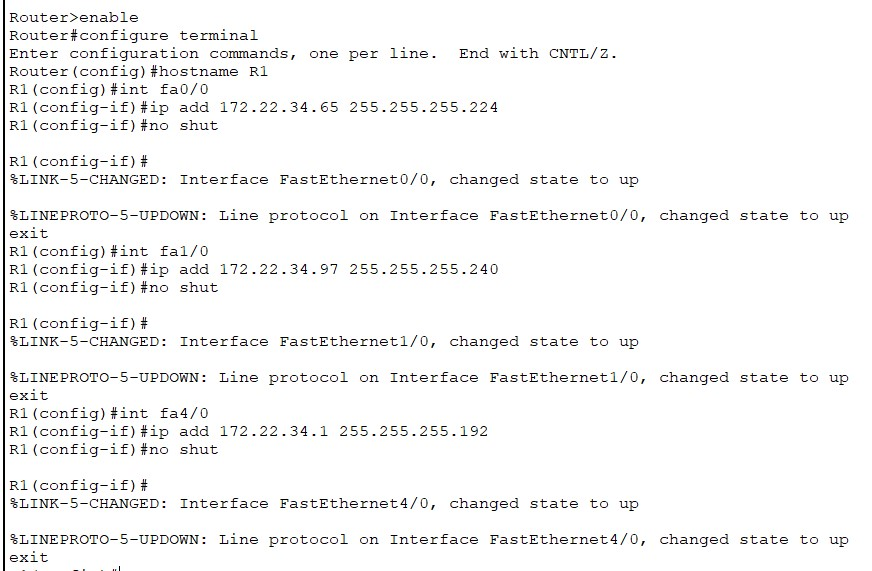 Router>enable
Router#configure terminal
Enter configuration commands, one per line.  End with CNTL/Z.
Router(config)#hostname R1
R1(config)#int fa0/0
R1(config-if)#ip add 172.22.34.65 255.255.255.224
R1(config-if)#no shut
R1(config-if)#
%LINK-5-CHANGED: Interface FastEthernet0/0, changed state to up
%LINEPROTO-5-UPDOWN: Line protocol on Interface FastEthernet0/0, changed state to up
exit
R1(config)#int fa1/0
R1(config-if)#ip add 172.22.34.97 255.255.255.240
R1(config-if)#no shut
R1(config-if)#
%LINK-5-CHANGED: Interface FastEthernet1/0, changed state to up
%LINEPROTO-5-UPDOWN: Line protocol on Interface FastEthernet1/0, changed state to up
exit
R1(config)#int fa4/0
R1(config-if)#ip add 172.22.34.1 255.255.255.192
R1(config-if)#no shut
R1(config-if)#
%LINK-5-CHANGED: Interface FastEthernet4/0, changed state to up
%LINEPROTO-5-UPDOWN: Line protocol on Interface FastEthernet4/0, changed state to up
exit